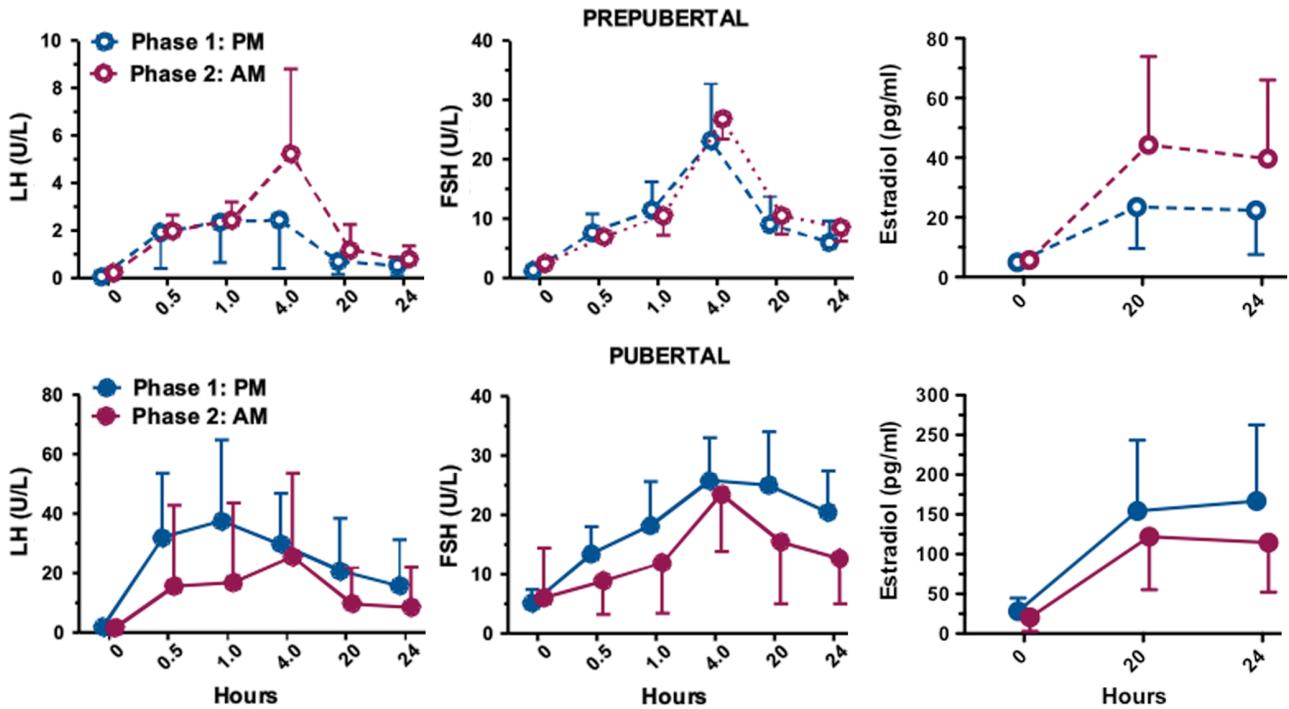 PREPUBERTAL
Phase 1: PM
Phase 2: AM
LH (U/L)
10
8
6
4
2
0
0 0.5 1.0 4.0 20 24
FSH (U/L)
40
30
20
10
0
0 0.5 1.0 4.0 20 24
Estradiol (pg/ml)
80
60
40
20
0
0 20 24
PUBERTAL
Phase 1: PM
Phase 2: AM
LH (U/L)
80
60
40
20
0
0 0.5 1.0 4.0 20 24
Hours
FSH (U/L)
40
30
20
10
0
0 0.5 1.0 4.0 20 24
Hours
Estradiol (pg/ml)
300
250
200
150
100
50
0
0 20 24
Hours